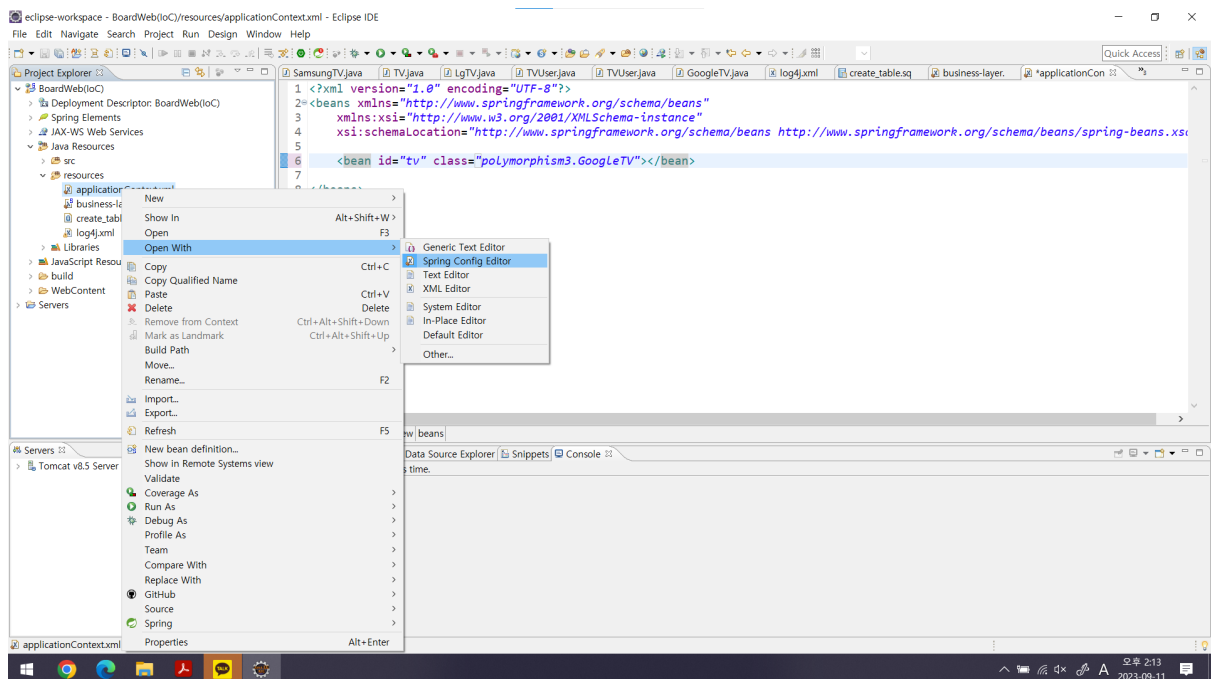 eclipse-workspace - BoardWeb(IoC)/resources/applicationContext.xml - Eclipse IDE
File Edit Navigate Search Project Run Design Window Help
Quick Access
Project Explorer
BoardWeb(IoC)
Deployment Descriptor: BoardWeb(IoC)
Spring Elements
JAX-WS Web Services
Java Resources
src
resources
business-la
create_tabl
log4j.xml
Libraries
JavaScript Resou
build
WebContent
Servers
SamsungTV.java TV.java LgTV.java TVUser.java TVUser.java GoogleTV.java log4j.xml create_table.sq business-layer. *applicationCon
1 <?xml version="1.0" encoding="UTF-8"?>
2 <beans xmlns="http://www.springframework.org/schema/beans"
3 xmlns:xsi="http://www.w3.org/2001/XMLSchema-instance"
4 xsi:schemaLocation="http://www.springframework.org/schema/beans http://www.springframework.org/schema/beans/spring-beans.xs
5
6 <bean id="tv" class="polymorphism3.GoogleTV"></bean>
7
New
Show In Alt+Shift+W
Open F3
Open With
Copy Ctrl+C
Copy Qualified Name
Paste Ctrl+V
Delete Delete
Remove from Context Ctrl+Alt+Shift+Down
Mark as Landmark Ctrl+Alt+Shift+Up
Build Path
Move...
Rename... F2
Import...
Export...
Refresh F5
New bean definition...
Show in Remote Systems view
Validate
Coverage As
Run As
Debug As
Profile As
Team
Compare With
Replace With
GitHub
Source
Spring
Properties Alt+Enter
Generic Text Editor
Spring Config Editor
Text Editor
XML Editor
System Editor
In-Place Editor
Default Editor
Other...
beans
Servers
Tomcat v8.5 Server
Data Source Explorer Snippets Console
s time.
applicationContext.xml
TALK
A
오후 2:13
2023-09-11